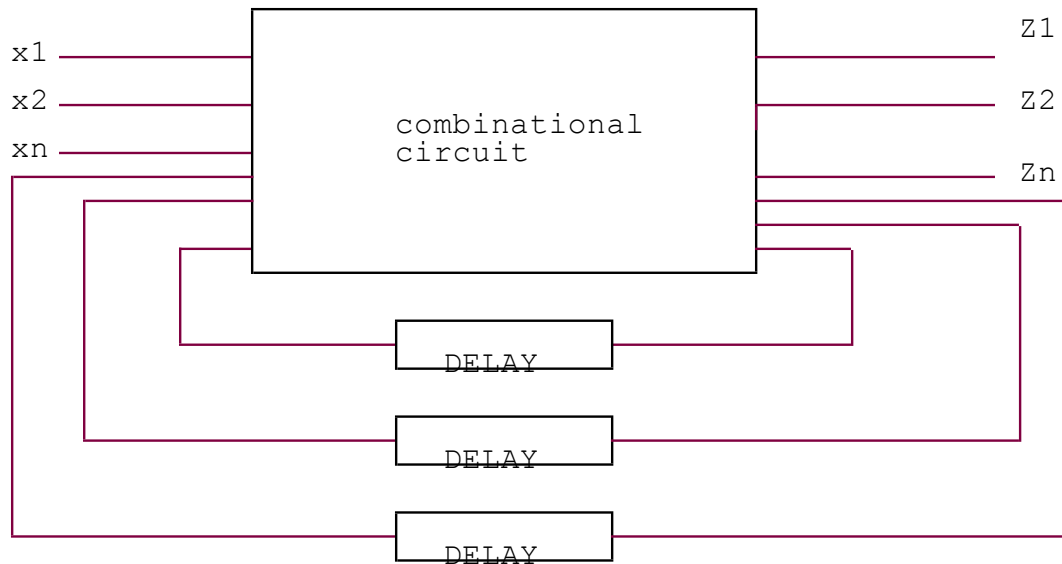 x1
Z1
x2
Z2
combinational
circuit
xn
Zn
DELAY
DELAY
DELAY